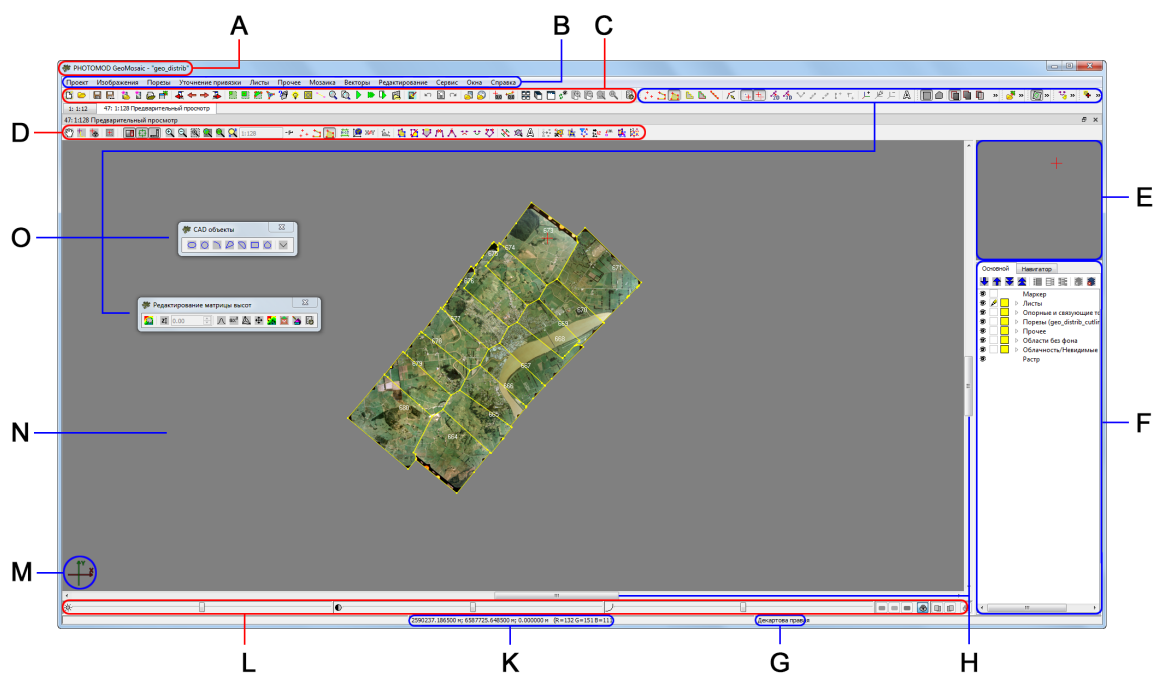 A
B
C
PHOTOMOD GeoMosaic - "geo_distrib"
Проект Изображения Порезы Уточнение привязки Листы Прочее Мозаика Векторы Редактирование Сервис Окна Справка
1: 1:12 47: 1:128 Предварительный просмотр
47: 1:128 Предварительный просмотр
D
1:128
E
O
CAD объекты
Редактирование матрицы высот
0.00
673
674
675
671
676
670
677
669
678
668
679
667
666
680
665
664
Основной Навигатор
Маркер
Листы
Опорные и связующие то
Порезы (geo_distrib_cutlin
Прочее
Области без фона
Облачность/Невидимые
Растр
F
N
M
Y
X
2590237.186500 м; 6587725.648500 м; 0.000000 м (R=132 G=151 B=11
Декартова правая
L
K
G
H